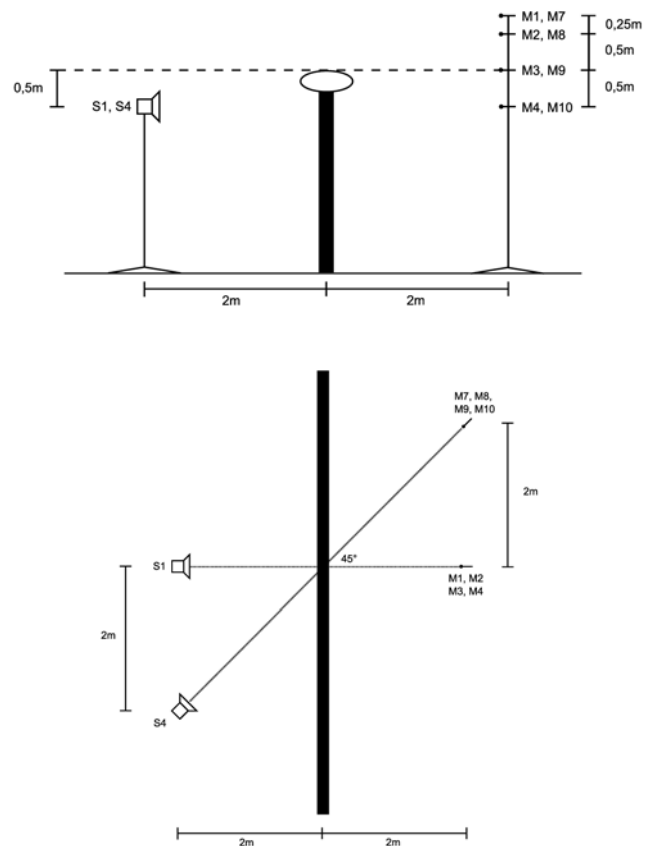 M1, M7
0,25m
M2, M8
0,5m
M3, M9
0,5m
S1, S4
0,5m
M4, M10
2m
2m
M7, M8,
M9, M10
2m
45°
S1
M1, M2
M3, M4
2m
S4
2m
2m